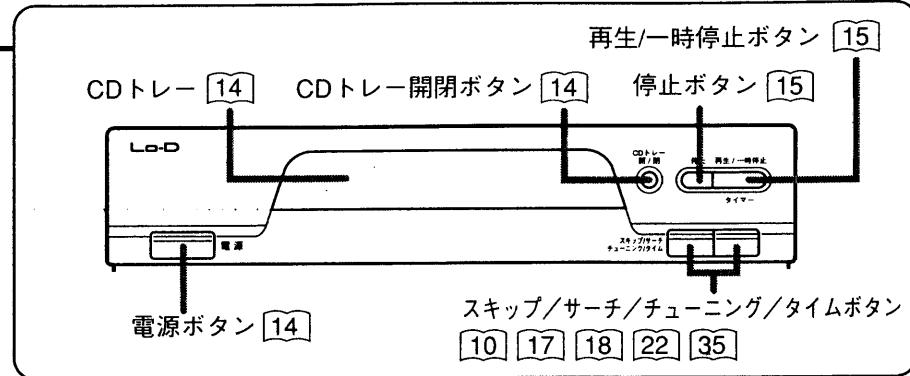 再生/一時停止ボタン 15
CDトレー 14 CDトレー開閉ボタン 14 停止ボタン 15
Lo-D
CDトレー
開/閉
停止 再生/一時停止
タイマー
電源
スキップ/サーチ
チューニング/タイム
電源ボタン 14
スキップ/サーチ/チューニング/タイムボタン
10 17 18 22 35